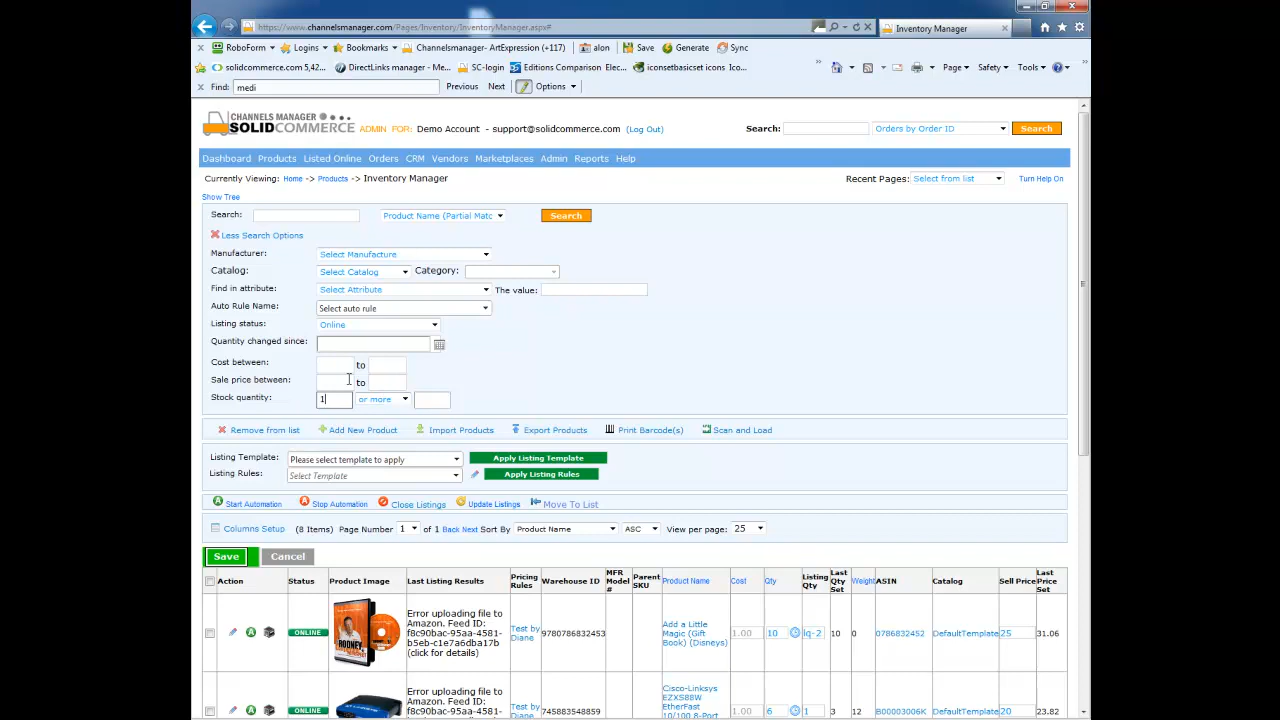 https://www.channelsmanager.com/Pages/Inventory/InventoryManager.aspx#
Inventory Manager
RoboForm Logins Bookmarks Channelsmanager- ArtExpression (+117) alon Save Generate Sync
solidcommerce.com 5,42... DirectLinks manager - Me... SC-login Editions Comparison Elec... iconsetbasicset icons Ico... Page Safety Tools
Find: medi Previous Next Options
CHANNELS MANAGER
SOLIDCOMMERCE ADMIN FOR: Demo Account - support@solidcommerce.com (Log Out) Search: Orders by Order ID Search
Dashboard Products Listed Online Orders CRM Vendors Marketplaces Admin Reports Help
Currently Viewing: Home -> Products -> Inventory Manager Recent Pages: Select from list Turn Help On
Show Tree
Search: Product Name (Partial Matc Search
Less Search Options
Manufacturer: Select Manufacture
Catalog: Select Catalog Category:
Find in attribute: Select Attribute The value:
Auto Rule Name: Select auto rule
Listing status: Online
Quantity changed since:
Cost between: to
Sale price between: to
Stock quantity: 1 or more
Remove from list Add New Product Import Products Export Products Print Barcode(s) Scan and Load
Listing Template: Please select template to apply Apply Listing Template
Listing Rules: Select Template Apply Listing Rules
Start Automation Stop Automation Close Listings Update Listings Move To List
Columns Setup (8 Items) Page Number 1 of 1 Back Next Sort By Product Name ASC View per page: 25
Save Cancel
Action Status Product Image Last Listing Results Pricing Rules Warehouse ID MFR Model # Parent SKU Product Name Cost Qty Listing Qty Last Qty Set Weight ASIN Catalog Sell Price Last Price Set
ONLINE Error uploading file to Amazon. Feed ID: f8c90bac-95aa-4581-b5eb-c1e7a6dba17b (click for details) Test by Diane 9780786832453 Add a Little Magic (Gift Book) (Disneys) 1.00 10 lq-2 10 0 0786832452 DefaultTemplate 25 31.06
ONLINE Error uploading file to Amazon. Feed ID: f8c90bac-95aa-4581- Test by Diane 745883548859 Cisco-Linksys EZXS88W EtherFast 10/100 8-Port 1.00 6 1 3 12 B00003006K DefaultTemplate 20 23.82